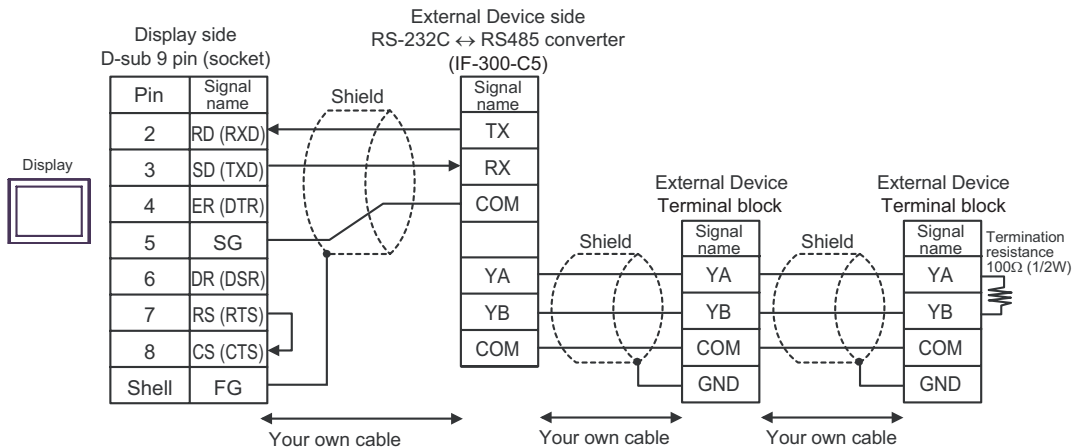 External Device side
RS-232C ↔ RS485 converter
(IF-300-C5)
Display side
D-sub 9 pin (socket)
Display
Pin Signal name
2 RD (RXD)
3 SD (TXD)
4 ER (DTR)
5 SG
6 DR (DSR)
7 RS (RTS)
8 CS (CTS)
Shell FG
Shield
Signal name
TX
RX
COM
YA
YB
COM
Shield
External Device
Terminal block
Signal name
YA
YB
COM
GND
Shield
External Device
Terminal block
Signal name
YA
YB
COM
GND
Termination
resistance
100Ω (1/2W)
Your own cable
Your own cable
Your own cable